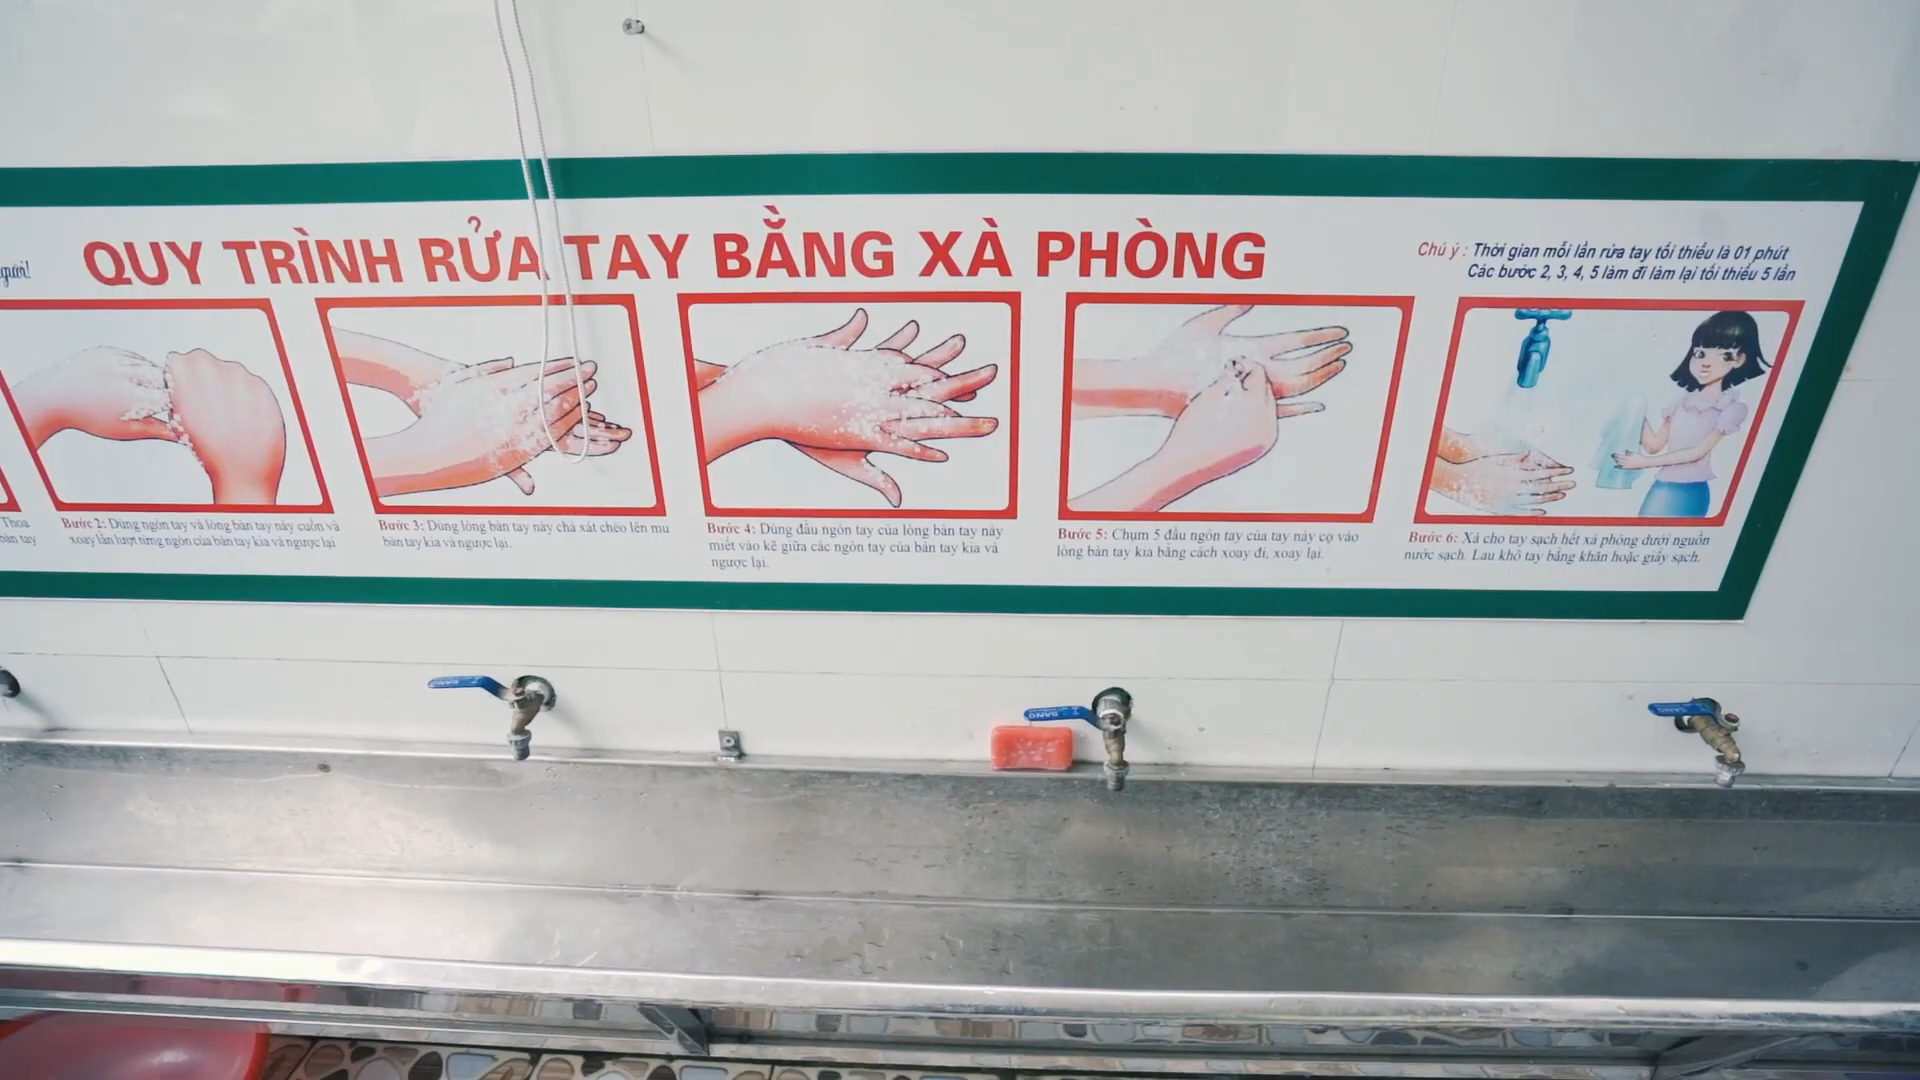 QUY TRÌNH RỬA TAY BẰNG XÀ PHÒNG
Chú ý : Thời gian mỗi lần rửa tay tối thiểu là 01 phút
Các bước 2, 3, 4, 5 làm đi làm lại tối thiểu 5 lần
Thoa
bàn tay
Bước 2: Dùng ngón tay và lòng bàn tay này cuốn và
xoay lần lượt từng ngón của bàn tay kia và ngược lại
Bước 3: Dùng lòng bàn tay này chà xát chéo lên mu
bàn tay kia và ngược lại.
Bước 4: Dùng đầu ngón tay của lòng bàn tay này
miết vào kẽ giữa các ngón tay của bàn tay kia và
ngược lại.
Bước 5: Chụm 5 đầu ngón tay của tay này cọ vào
lòng bàn tay kia bằng cách xoay đi, xoay lại.
Bước 6: Xả cho tay sạch hết xà phòng dưới nguồn
nước sạch. Lau khô tay bằng khăn hoặc giấy sạch.
SANO
SANO
SANO